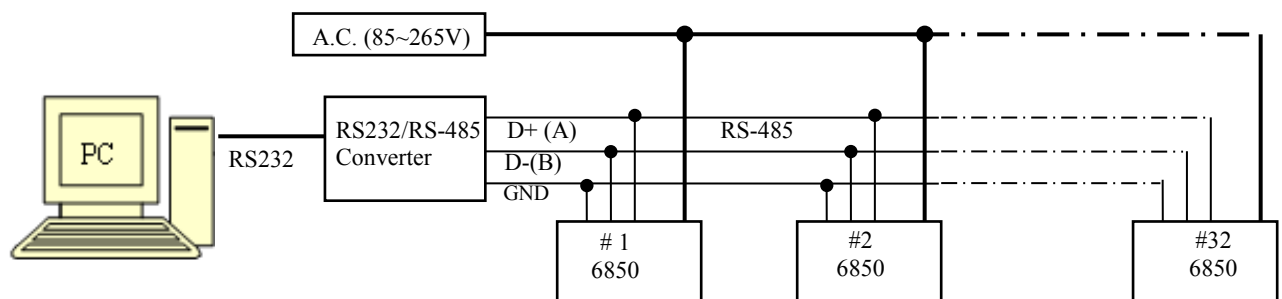 A.C. (85~265V)
PC
RS232
RS232/RS-485
Converter
D+ (A)
RS-485
D-(B)
GND
# 1
6850
#2
6850
#32
6850